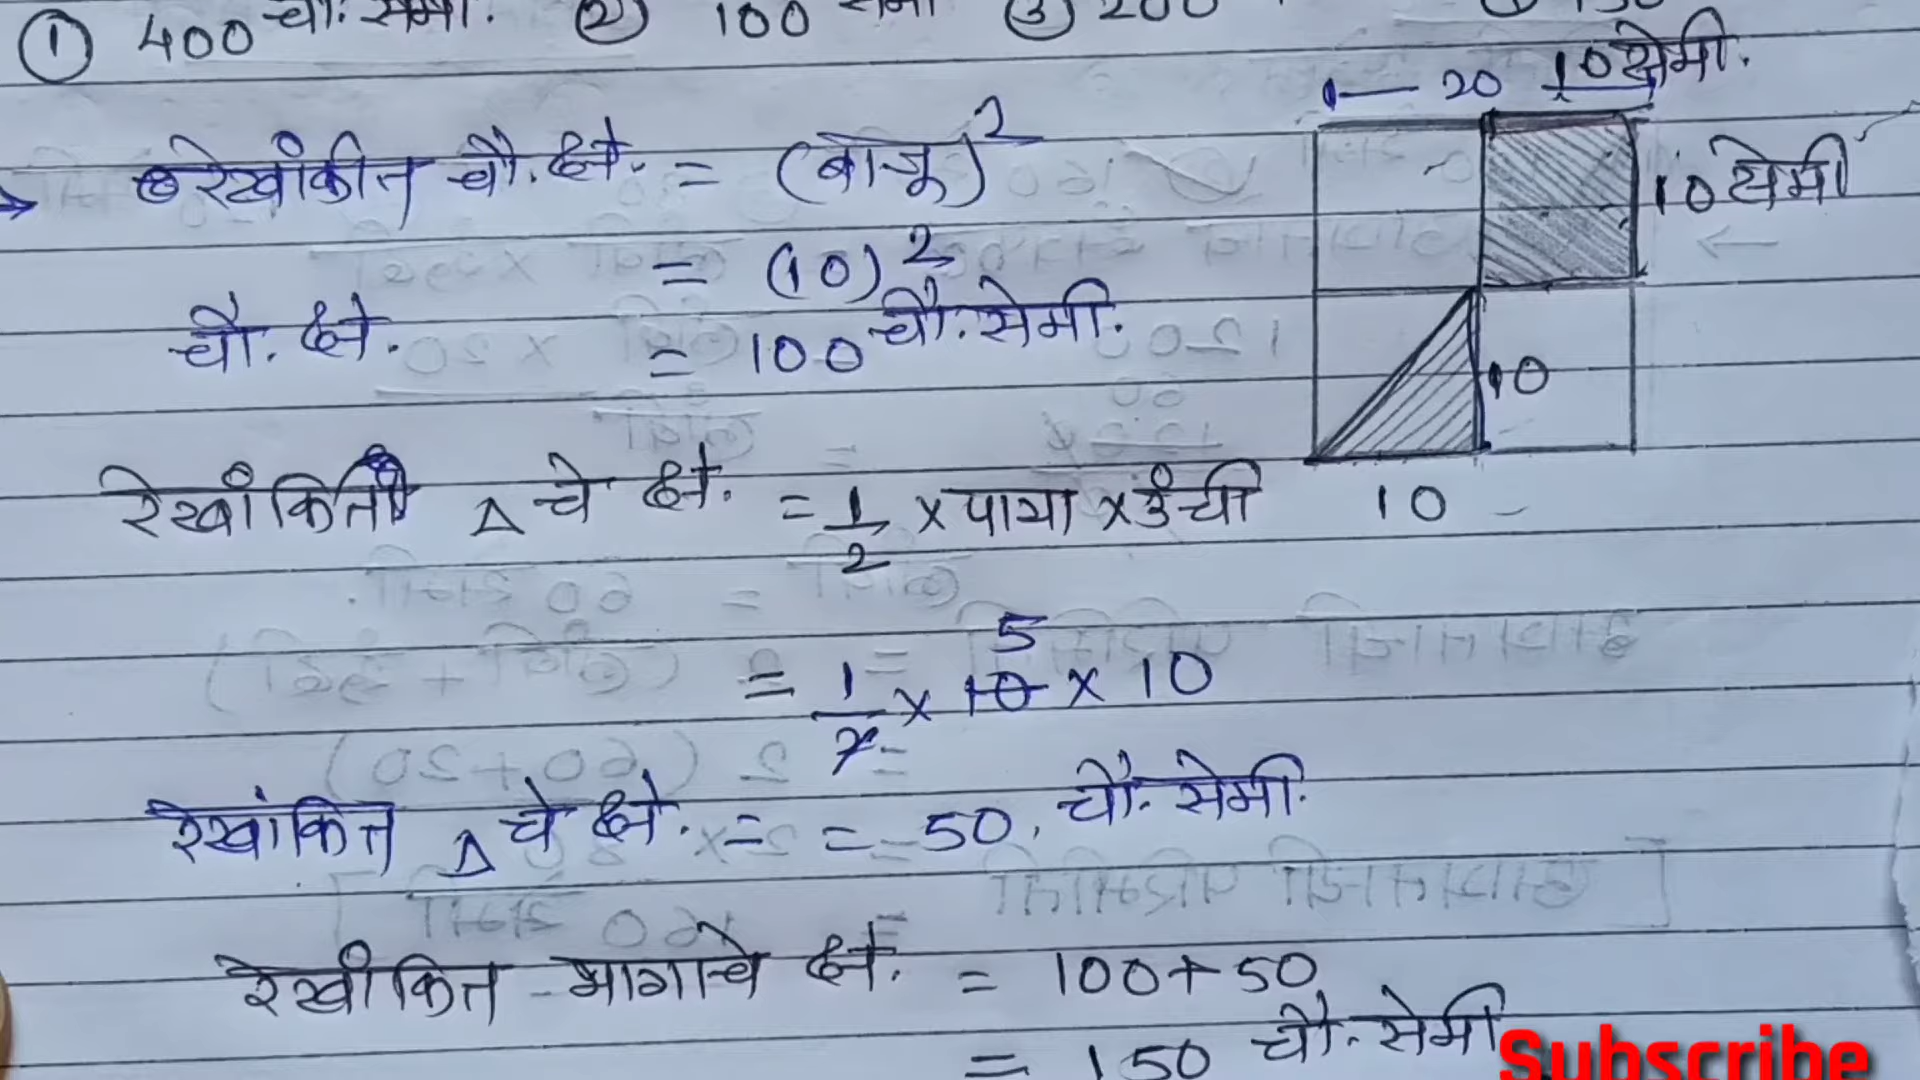 ① 400 चौ. सेमी. ② 100 सेमी ③ 200
20 10 सेमी.
रेखांकीत चौ. क्षे. = (बाजू)²
10 सेमी
= (10)²
चौ. क्षे. = 100 चौ. सेमी.
10
रेखांकिती △ चे क्षे. = 1/2 × पाया × उंची
10
5
= 1/2 × 10 × 10
रेखांकित △ चे क्षे. = = 50, चौ. सेमी.
रेखांकित भागाचे क्षे. = 100 + 50
= 150 चौ. सेमी
Subscribe